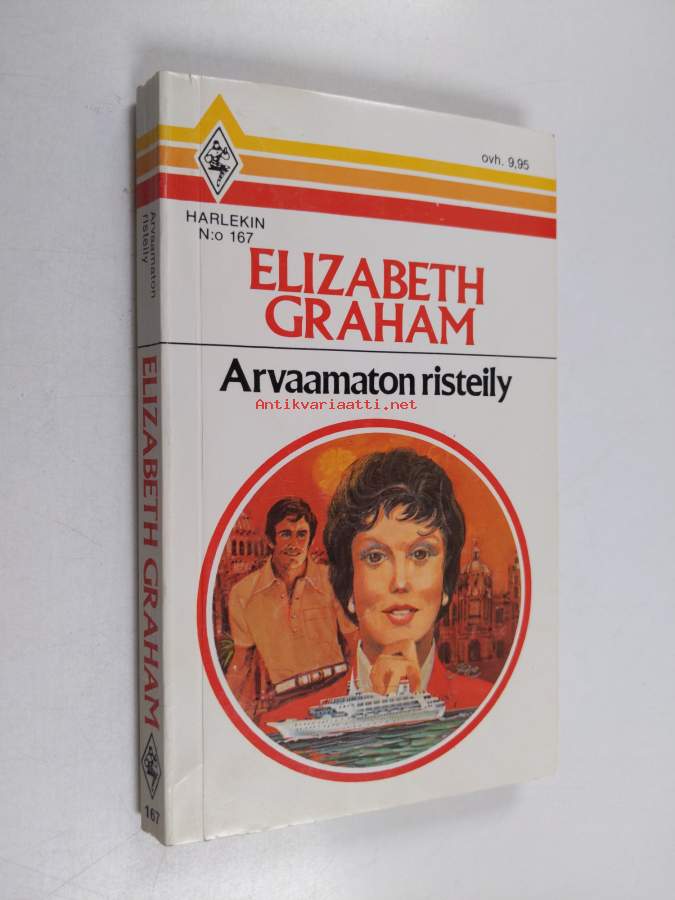 ovh. 9,95
HARLEKIN
N:o 167
ELIZABETH
GRAHAM
Arvaamaton risteily
Antikvariaatti.net
Arvaamaton
risteily
ELIZABETH GRAHAM
167